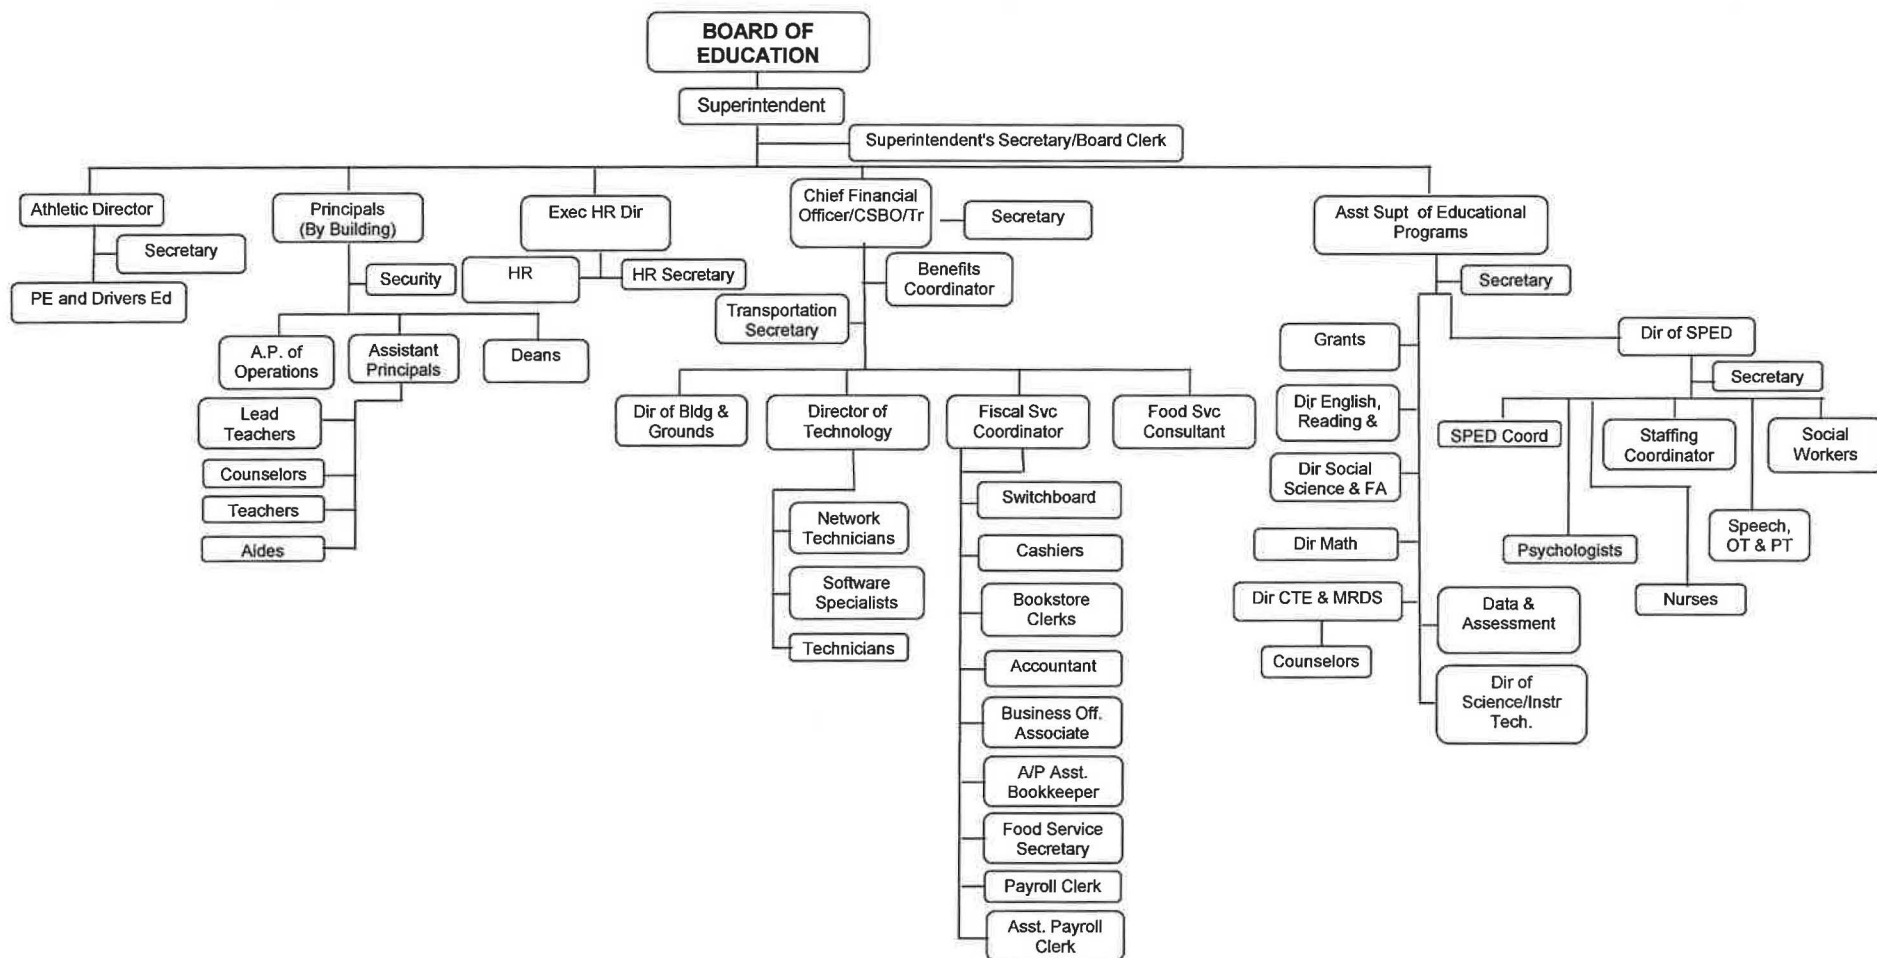 BOARD OF
EDUCATION
Superintendent
Superintendent's Secretary/Board Clerk
Athletic Director
Secretary
PE and Drivers Ed
Principals
(By Building)
Security
A.P. of
Operations
Assistant
Principals
Deans
Lead
Teachers
Counselors
Teachers
Aides
Exec HR Dir
HR
HR Secretary
Chief Financial
Officer/CSBO/Tr
Secretary
Benefits
Coordinator
Transportation
Secretary
Dir of Bldg &
Grounds
Director of
Technology
Network
Technicians
Software
Specialists
Technicians
Fiscal Svc
Coordinator
Switchboard
Cashiers
Bookstore
Clerks
Accountant
Business Off.
Associate
A/P Asst.
Bookkeeper
Food Service
Secretary
Payroll Clerk
Asst. Payroll
Clerk
Food Svc
Consultant
Asst Supt of Educational
Programs
Secretary
Grants
Dir English,
Reading &
Dir Social
Science & FA
Dir Math
Dir CTE & MRDS
Counselors
Data &
Assessment
Dir of
Science/Instr
Tech.
Dir of SPED
Secretary
SPED Coord
Psychologists
Staffing
Coordinator
Nurses
Speech,
OT & PT
Social
Workers